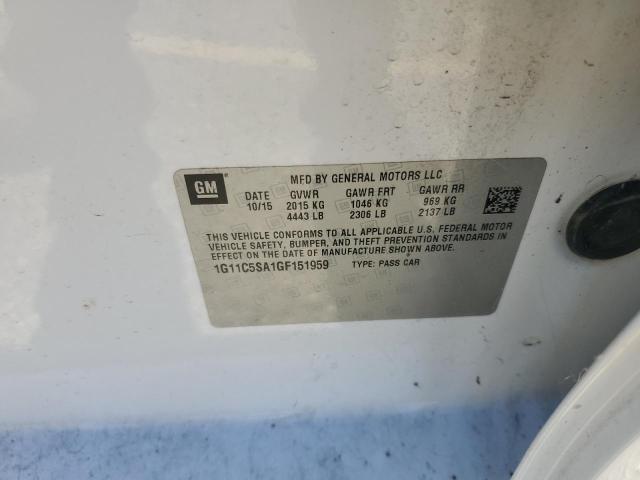 GM
MFD BY GENERAL MOTORS LLC
DATE GVWR GAWR FRT GAWR RR
10/15 2015 KG 1046 KG 969 KG
4443 LB 2306 LB 2137 LB
THIS VEHICLE CONFORMS TO ALL APPLICABLE U.S. FEDERAL MOTOR
VEHICLE SAFETY, BUMPER, AND THEFT PREVENTION STANDARDS IN
EFFECT ON THE DATE OF MANUFACTURE SHOWN ABOVE.
1G11C5SA1GF151959 TYPE: PASS CAR